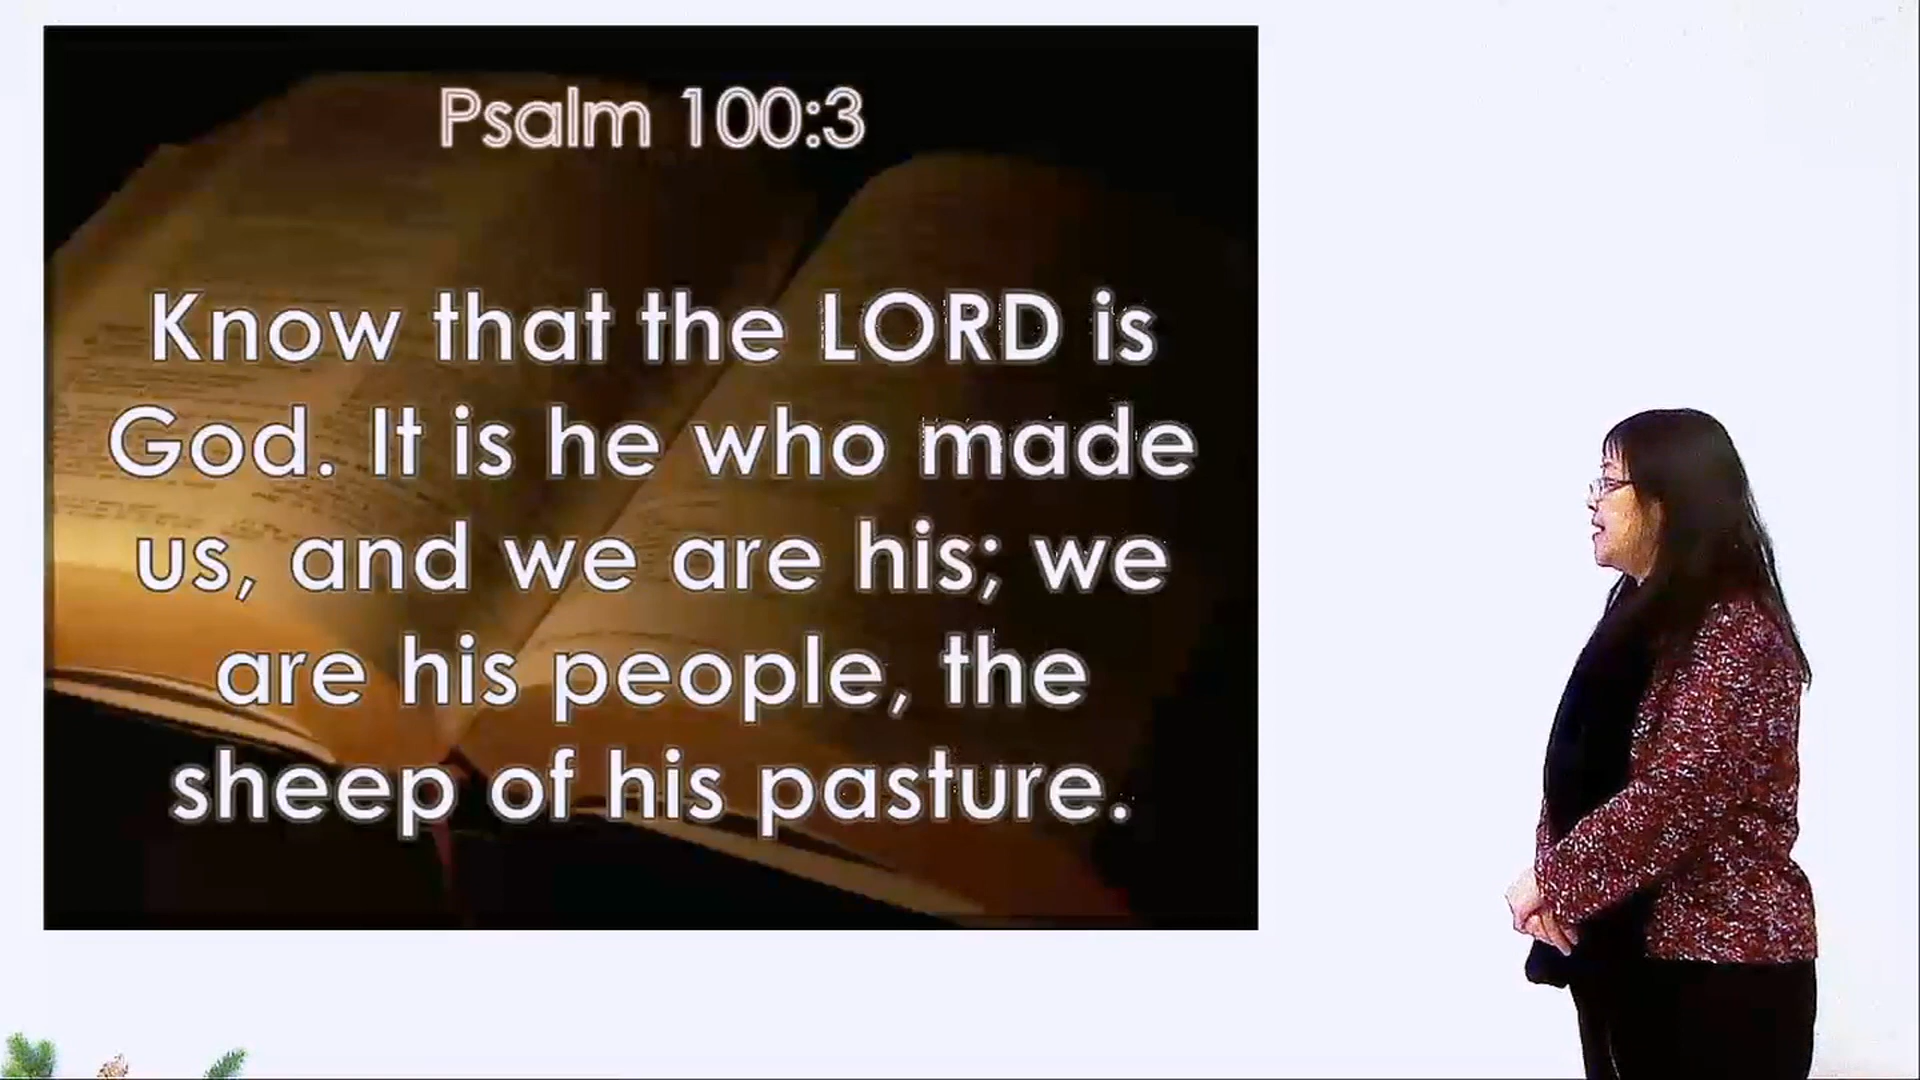 Psalm 100:3
Know that the LORD is
God. It is he who made
us, and we are his; we
are his people, the
sheep of his pasture.